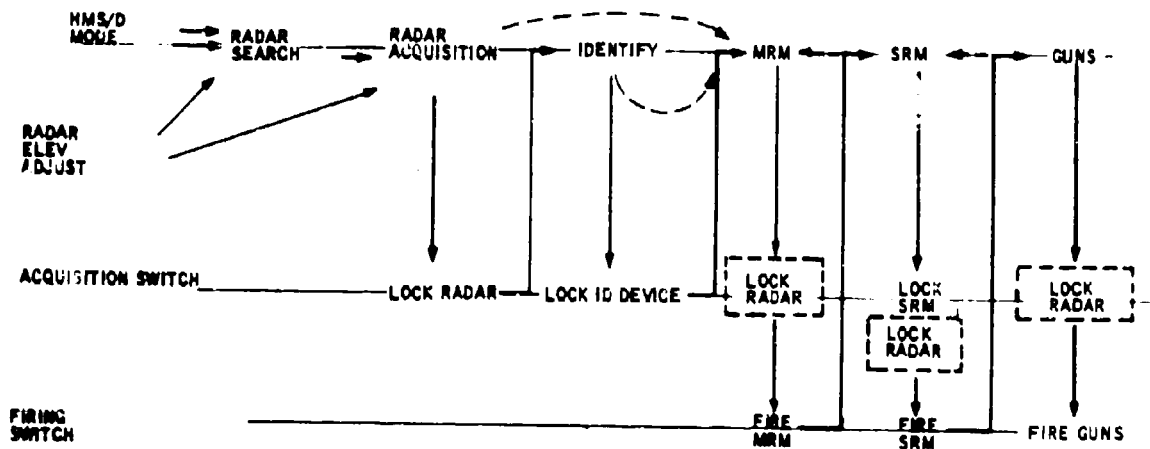 HMS/D
MODE
RADAR
SEARCH
RADAR
ACQUISITION
IDENTIFY
MRM
SRM
GUNS
RADAR
ELEV
ADJUST
ACQUISITION SWITCH
LOCK RADAR
LOCK ID DEVICE
LOCK
RADAR
LOCK
SRM
LOCK
RADAR
LOCK
RADAR
FIRING
SWITCH
FIRE
MRM
FIRE
SRM
FIRE GUNS